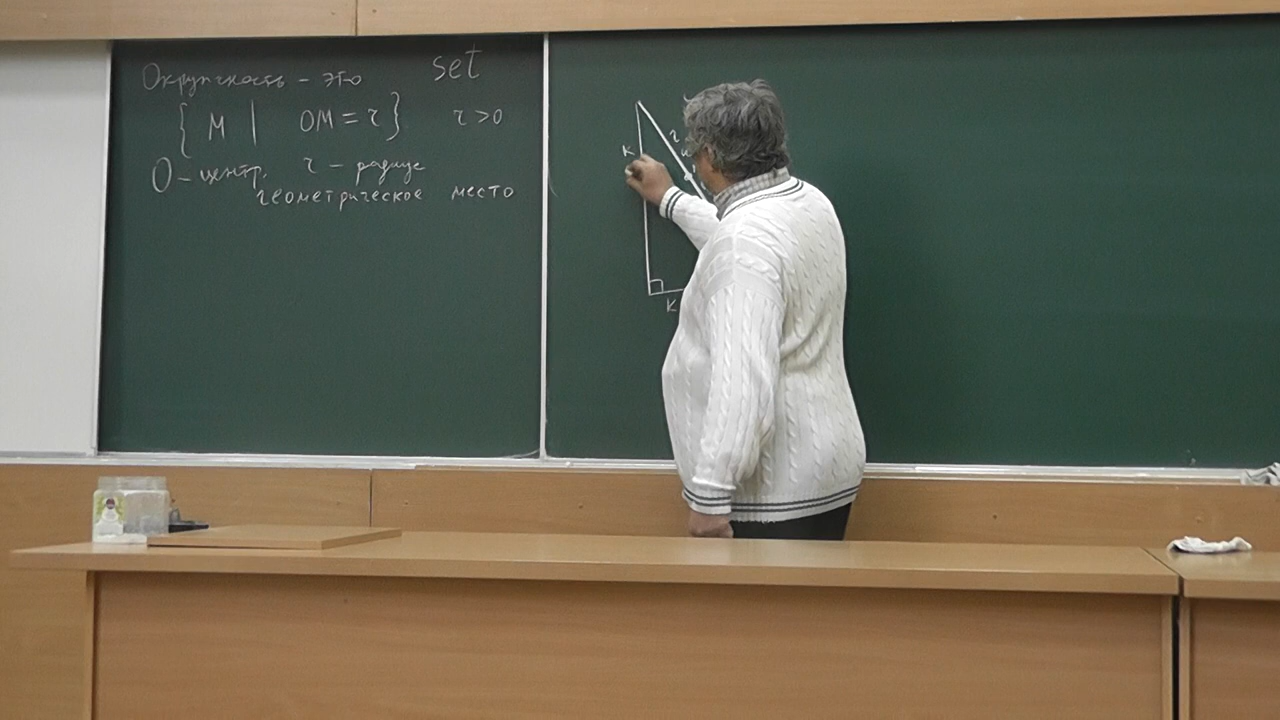 Окружность – это set
{ M | OM = r } r > 0
O – центр, r – радиус
геометрическое место
K
r
K